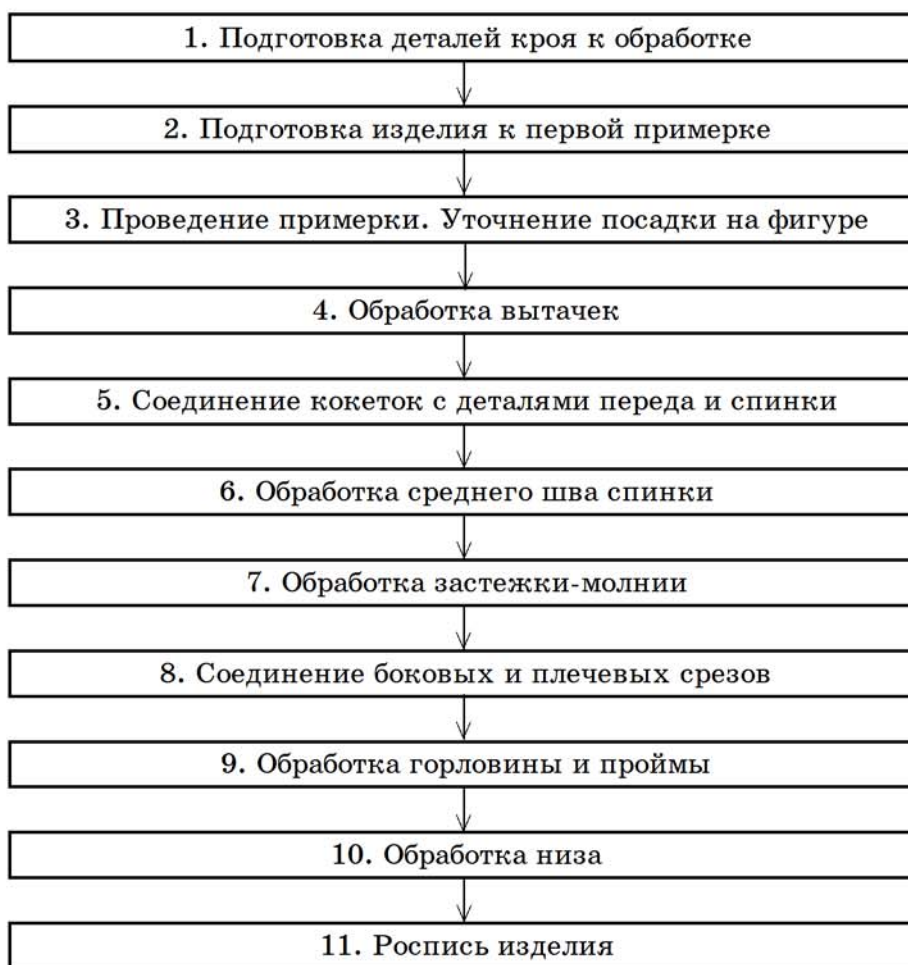 1. Подготовка деталей кроя к обработке
2. Подготовка изделия к первой примерке
3. Проведение примерки. Уточнение посадки на фигуре
4. Обработка вытачек
5. Соединение кокеток с деталями переда и спинки
6. Обработка среднего шва спинки
7. Обработка застежки-молнии
8. Соединение боковых и плечевых срезов
9. Обработка горловины и проймы
10. Обработка низа
11. Роспись изделия